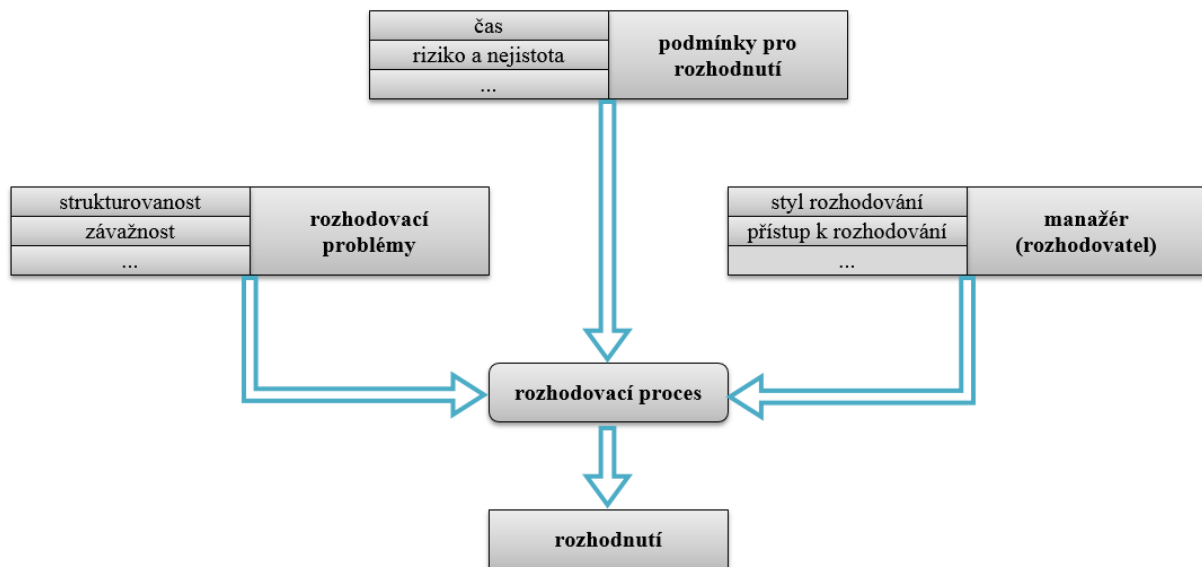 čas
riziko a nejistota
...
podmínky pro
rozhodnutí
strukturovanost
závažnost
...
rozhodovací
problémy
styl rozhodování
přístup k rozhodování
...
manažér
(rozhodovatel)
rozhodovací proces
rozhodnutí